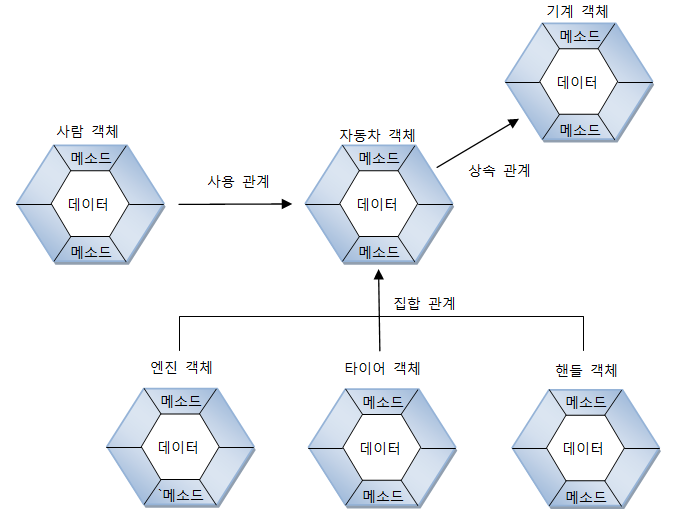 기계 객체
메소드
데이터
메소드
사람 객체
메소드
데이터
메소드
사용 관계
자동차 객체
메소드
데이터
메소드
상속 관계
집합 관계
엔진 객체
메소드
데이터
`메소드
타이어 객체
메소드
데이터
메소드
핸들 객체
메소드
데이터
메소드